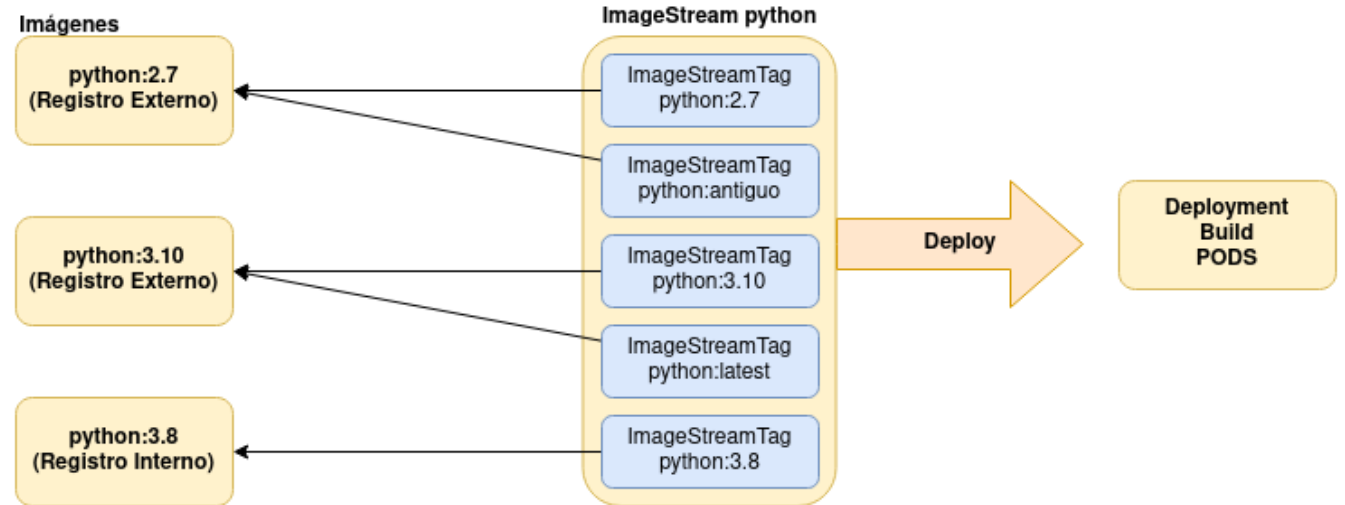 Imágenes
python:2.7
(Registro Externo)
python:3.10
(Registro Externo)
python:3.8
(Registro Interno)
ImageStream python
ImageStreamTag
python:2.7
ImageStreamTag
python:antiguo
ImageStreamTag
python:3.10
ImageStreamTag
python:latest
ImageStreamTag
python:3.8
Deploy
Deployment
Build
PODS